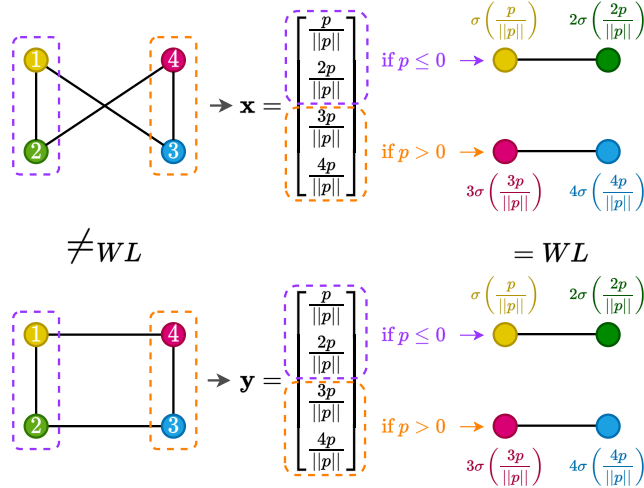 1
4
2
3
→ x = [ p/||p|| 2p/||p|| 3p/||p|| 4p/||p|| ]
if p ≤ 0 →
σ(p/||p||)
2σ(2p/||p||)
if p > 0 →
3σ(3p/||p||)
4σ(4p/||p||)
≠WL
= WL
1
4
2
3
→ y = [ p/||p|| 2p/||p|| 3p/||p|| 4p/||p|| ]
if p ≤ 0 →
σ(p/||p||)
2σ(2p/||p||)
if p > 0 →
3σ(3p/||p||)
4σ(4p/||p||)